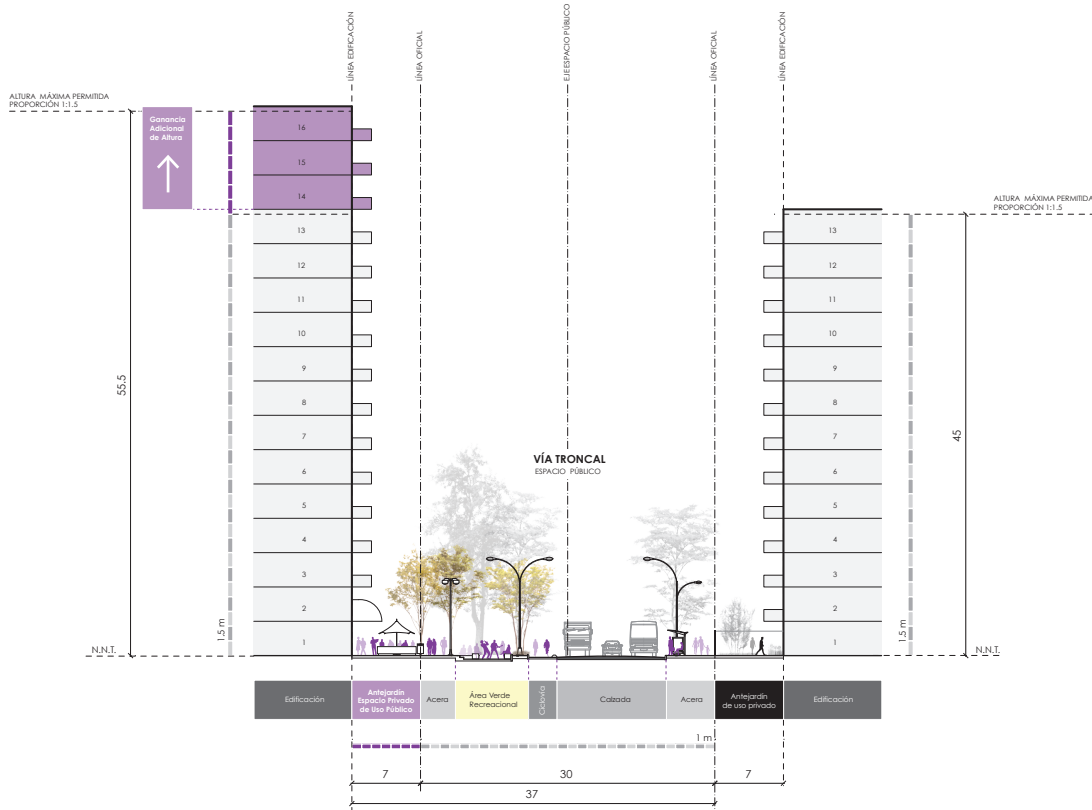 LÍNEA EDIFICACIÓN
LÍNEA OFICIAL
EJE ESPACIO PÚBLICO
LÍNEA OFICIAL
LÍNEA EDIFICACIÓN
ALTURA MÁXIMA PERMITIDA
PROPORCIÓN 1:1.5
Ganancia
Adicional
de Altura
16
15
14
13
12
11
10
9
8
7
6
5
4
3
2
1
55.5
1.5 m
N.N.T.
VÍA TRONCAL
ESPACIO PÚBLICO
ALTURA MÁXIMA PERMITIDA
PROPORCIÓN 1:1.5
13
12
11
10
9
8
7
6
5
4
3
2
1
1.5 m
45
N.N.T.
Edificación
Antejardín
Espacio Privado
de Uso Público
Acera
Área Verde
Recreacional
Ciclovía
Calzada
Acera
Antejardín
de uso privado
Edificación
1 m
7
30
7
37